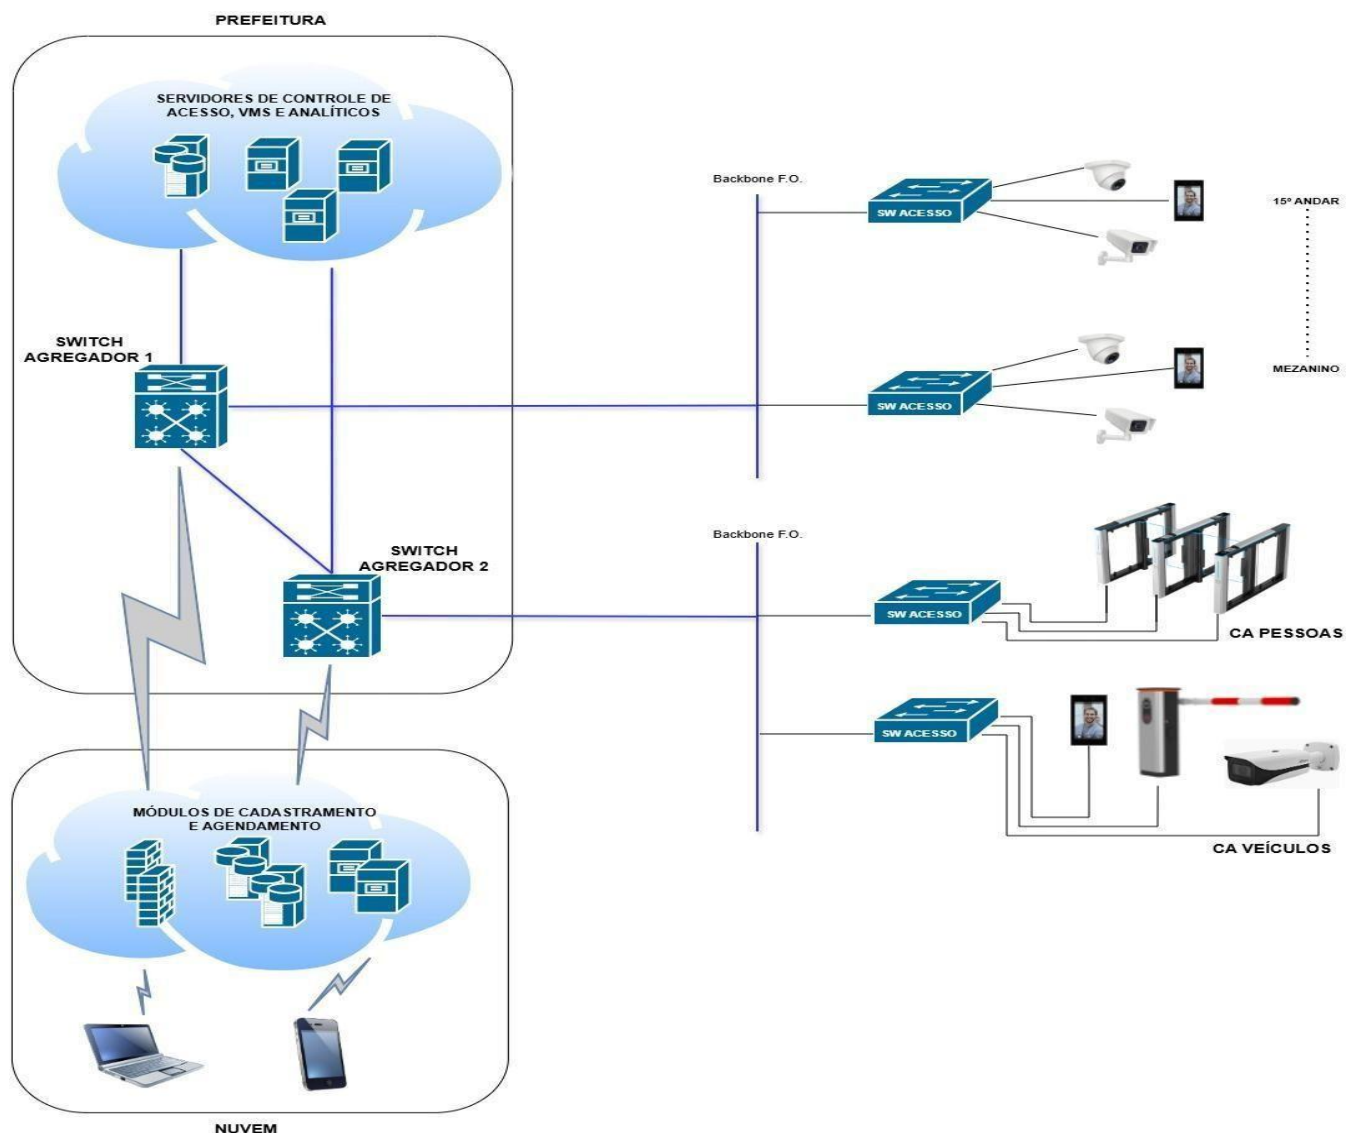 PREFEITURA
SERVIDORES DE CONTROLE DE
ACESSO, VMS E ANALÍTICOS
SWITCH
AGREGADOR 1
SWITCH
AGREGADOR 2
Backbone F.O.
SW ACESSO
15º ANDAR
SW ACESSO
MEZANINO
Backbone F.O.
SW ACESSO
CA PESSOAS
SW ACESSO
CA VEÍCULOS
MÓDULOS DE CADASTRAMENTO
E AGENDAMENTO
NUVEM